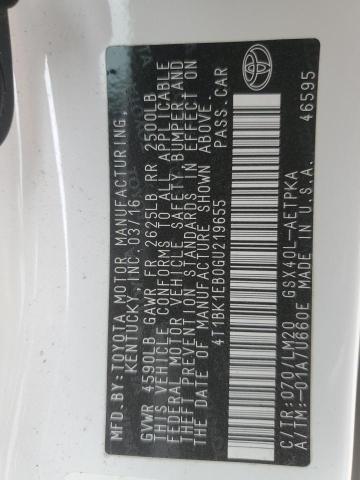 MFD.BY:TOYOTA MOTOR MANUFACTURING,
KENTUCKY, INC.03/16
GVWR 4590LB GAWR FR 2625LB RR 2500LB
THIS VEHICLE CONFORMS TO ALL APPLICABLE
FEDERAL MOTOR VEHICLE SAFETY, BUMPER, AND
THEFT PREVENTION STANDARDS IN EFFECT ON
THE DATE OF MANUFACTURE SHOWN ABOVE.
4T1BK1EB0GU219655 PASS.CAR
C/TR:070/LM20 GSX40L-AETPKA
A/TM:-01A/U660E MADE IN U.S.A. 46595